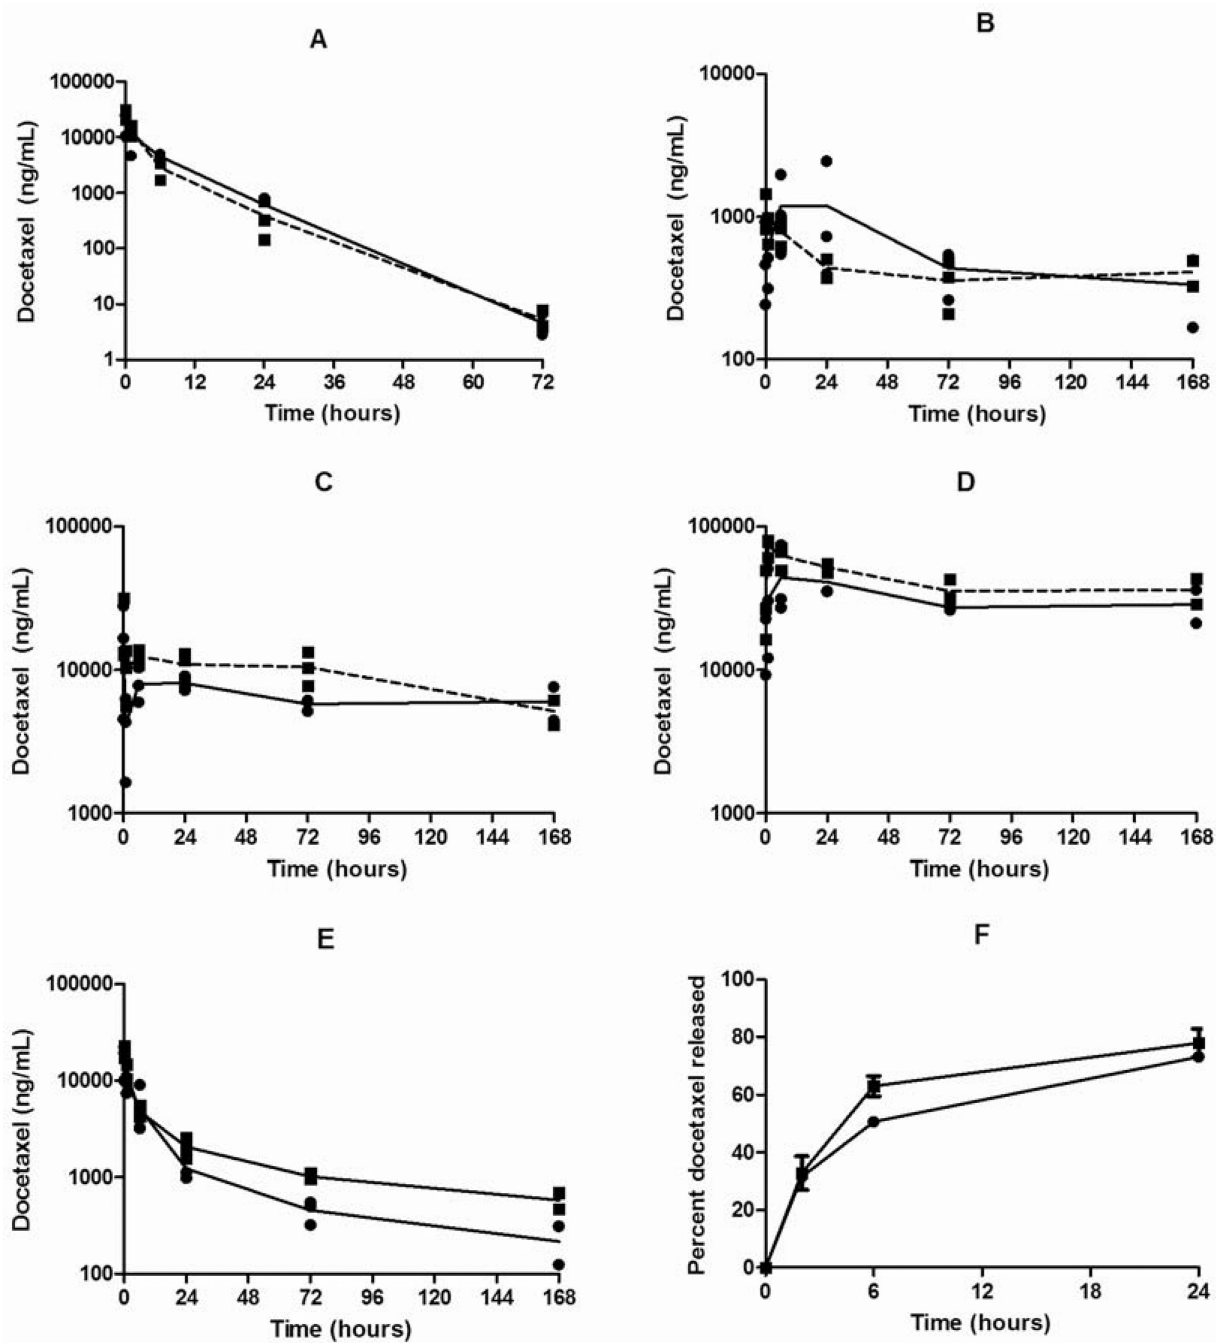 A
100000
10000
1000
100
10
1
Docetaxel (ng/mL)
0 12 24 36 48 60 72
Time (hours)
B
10000
1000
100
Docetaxel (ng/mL)
0 24 48 72 96 120 144 168
Time (hours)
C
100000
10000
1000
Docetaxel (ng/mL)
0 24 48 72 96 120 144 168
Time (hours)
D
100000
10000
1000
Docetaxel (ng/mL)
0 24 48 72 96 120 144 168
Time (hours)
E
100000
10000
1000
100
Docetaxel (ng/mL)
0 24 48 72 96 120 144 168
Time (hours)
F
100
80
60
40
20
0
Percent docetaxel released
0 6 12 18 24
Time (hours)